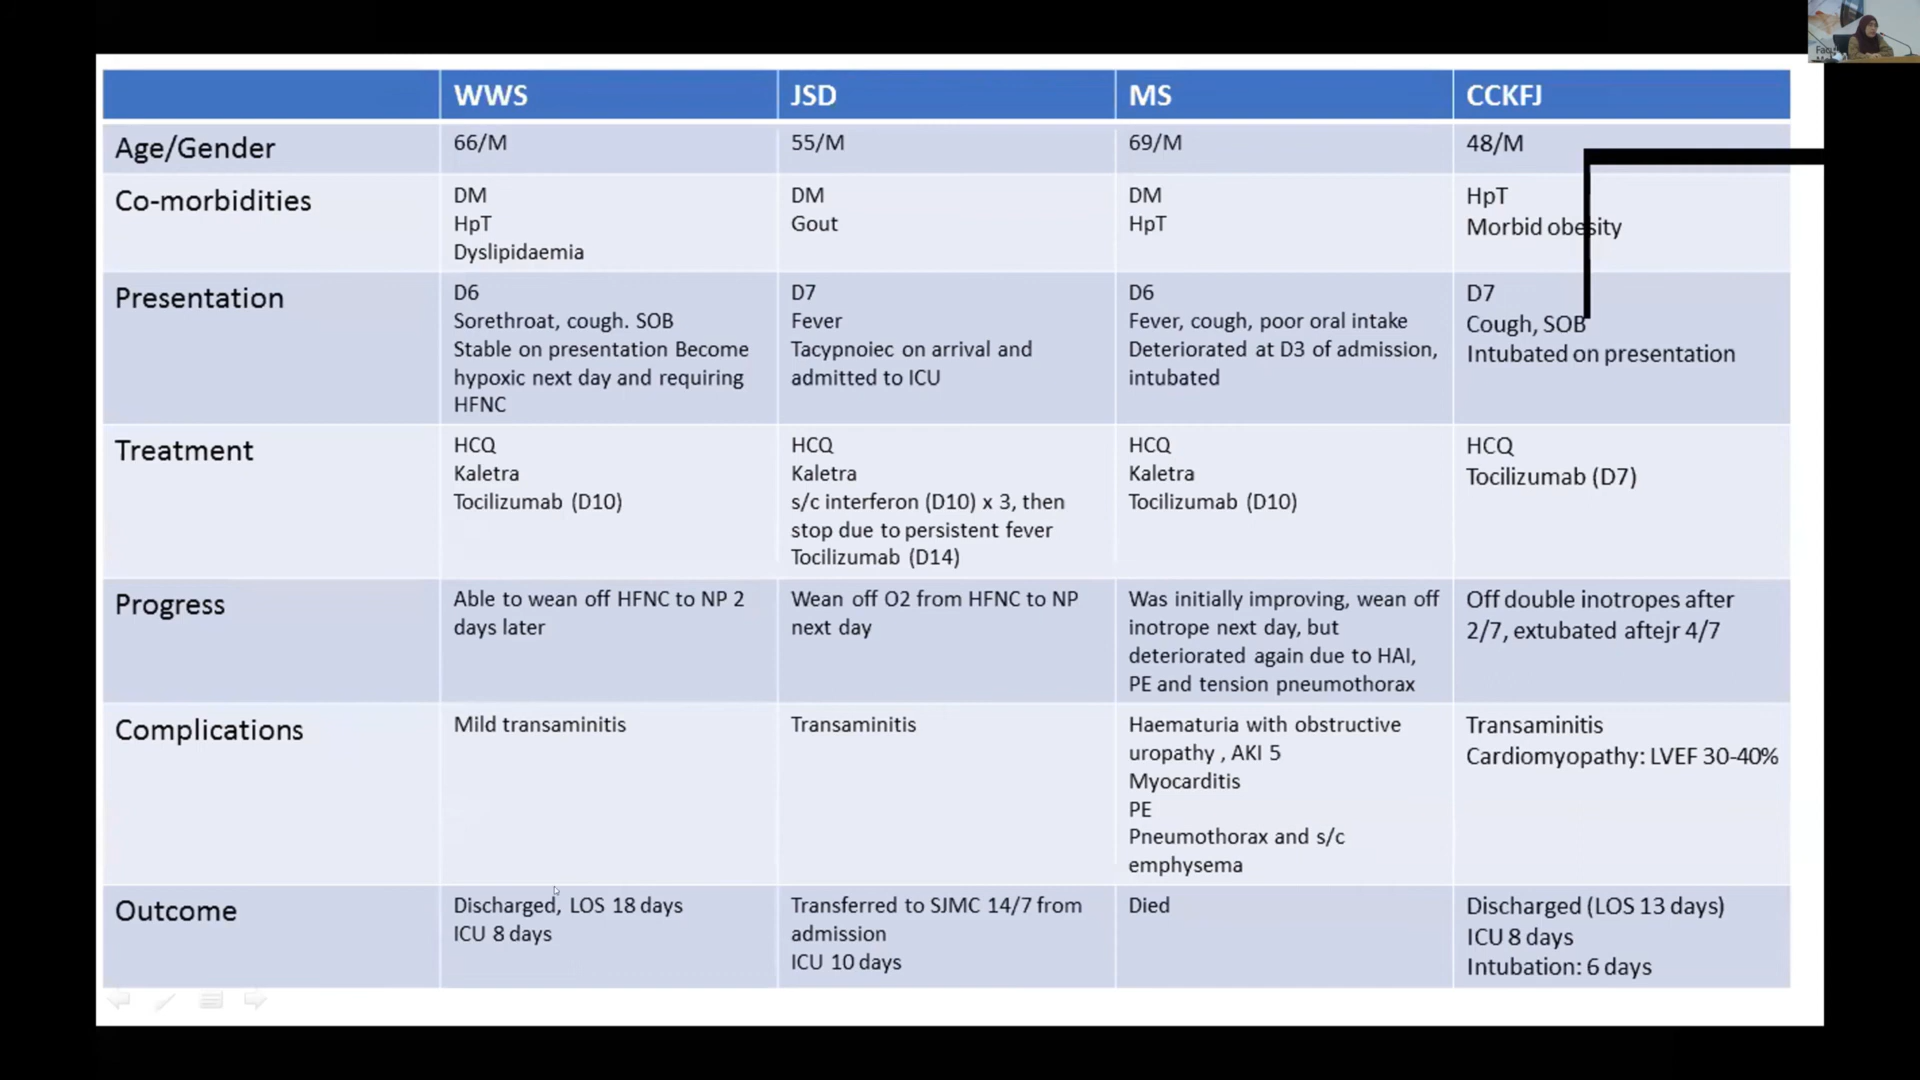 WWS JSD MS CCKFJ
Age/Gender 66/M 55/M 69/M 48/M
Co-morbidities
DM
HpT
Dyslipidaemia
DM
Gout
DM
HpT
HpT
Morbid obesity
Presentation
D6
Sorethroat, cough. SOB
Stable on presentation Become
hypoxic next day and requiring
HFNC
D7
Fever
Tacypnoiec on arrival and
admitted to ICU
D6
Fever, cough, poor oral intake
Deteriorated at D3 of admission,
intubated
D7
Cough, SOB
Intubated on presentation
Treatment
HCQ
Kaletra
Tocilizumab (D10)
HCQ
Kaletra
s/c interferon (D10) x 3, then
stop due to persistent fever
Tocilizumab (D14)
HCQ
Kaletra
Tocilizumab (D10)
HCQ
Tocilizumab (D7)
Progress
Able to wean off HFNC to NP 2
days later
Wean off O2 from HFNC to NP
next day
Was initially improving, wean off
inotrope next day, but
deteriorated again due to HAI,
PE and tension pneumothorax
Off double inotropes after
2/7, extubated aftejr 4/7
Complications
Mild transaminitis
Transaminitis
Haematuria with obstructive
uropathy , AKI 5
Myocarditis
PE
Pneumothorax and s/c
emphysema
Transaminitis
Cardiomyopathy: LVEF 30-40%
Outcome
Discharged, LOS 18 days
ICU 8 days
Transferred to SJMC 14/7 from
admission
ICU 10 days
Died
Discharged (LOS 13 days)
ICU 8 days
Intubation: 6 days